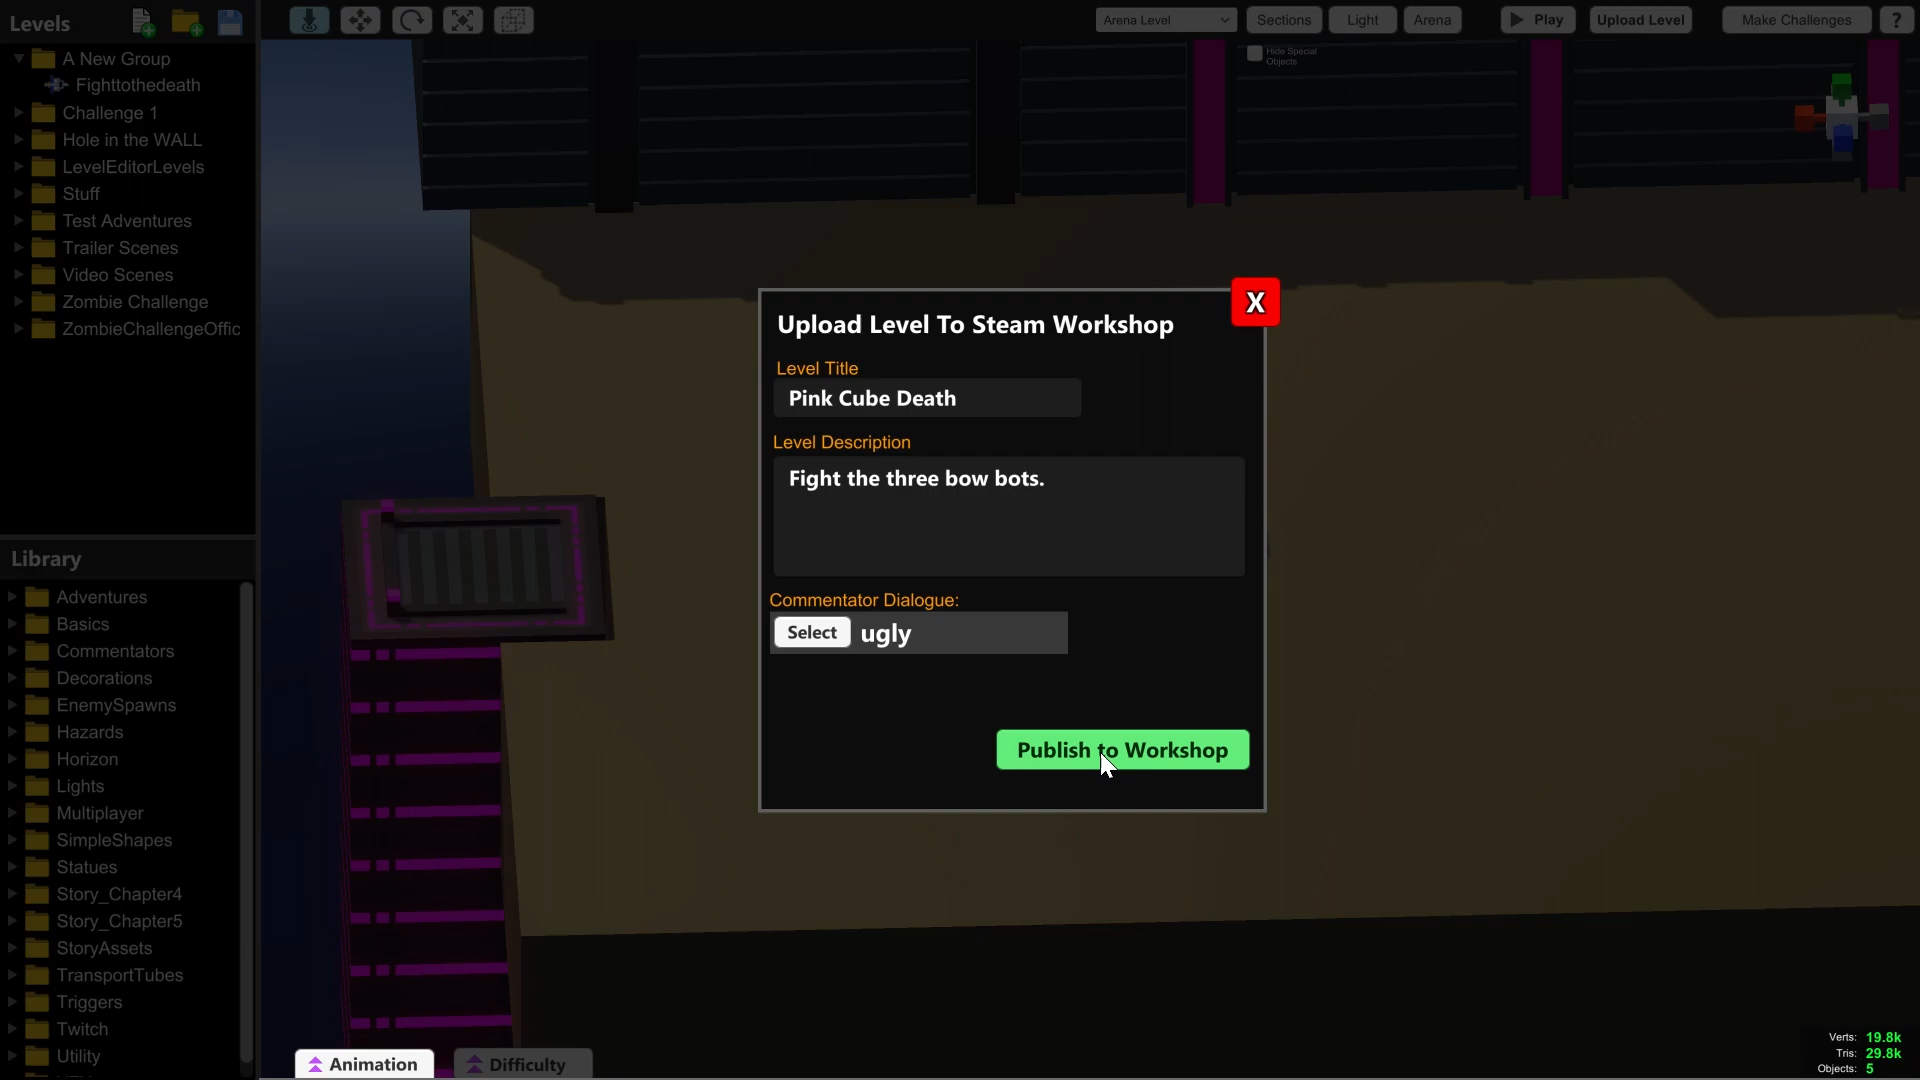 Levels
A New Group
Fighttothedeath
Challenge 1
Hole in the WALL
LevelEditorLevels
Stuff
Test Adventures
Trailer Scenes
Video Scenes
Zombie Challenge
ZombieChallengeOffic
Library
Adventures
Basics
Commentators
Decorations
EnemySpawns
Hazards
Horizon
Lights
Multiplayer
SimpleShapes
Statues
Story_Chapter4
Story_Chapter5
StoryAssets
TransportTubes
Triggers
Twitch
Utility
Arena Level
Sections
Light
Arena
Play
Upload Level
Make Challenges
?
Hide Special
Objects
X
Upload Level To Steam Workshop
Level Title
Pink Cube Death
Level Description
Fight the three bow bots.
Commentator Dialogue:
Select ugly
Publish to Workshop
Animation
Difficulty
Verts: 19.8k
Tris: 29.8k
Objects: 5